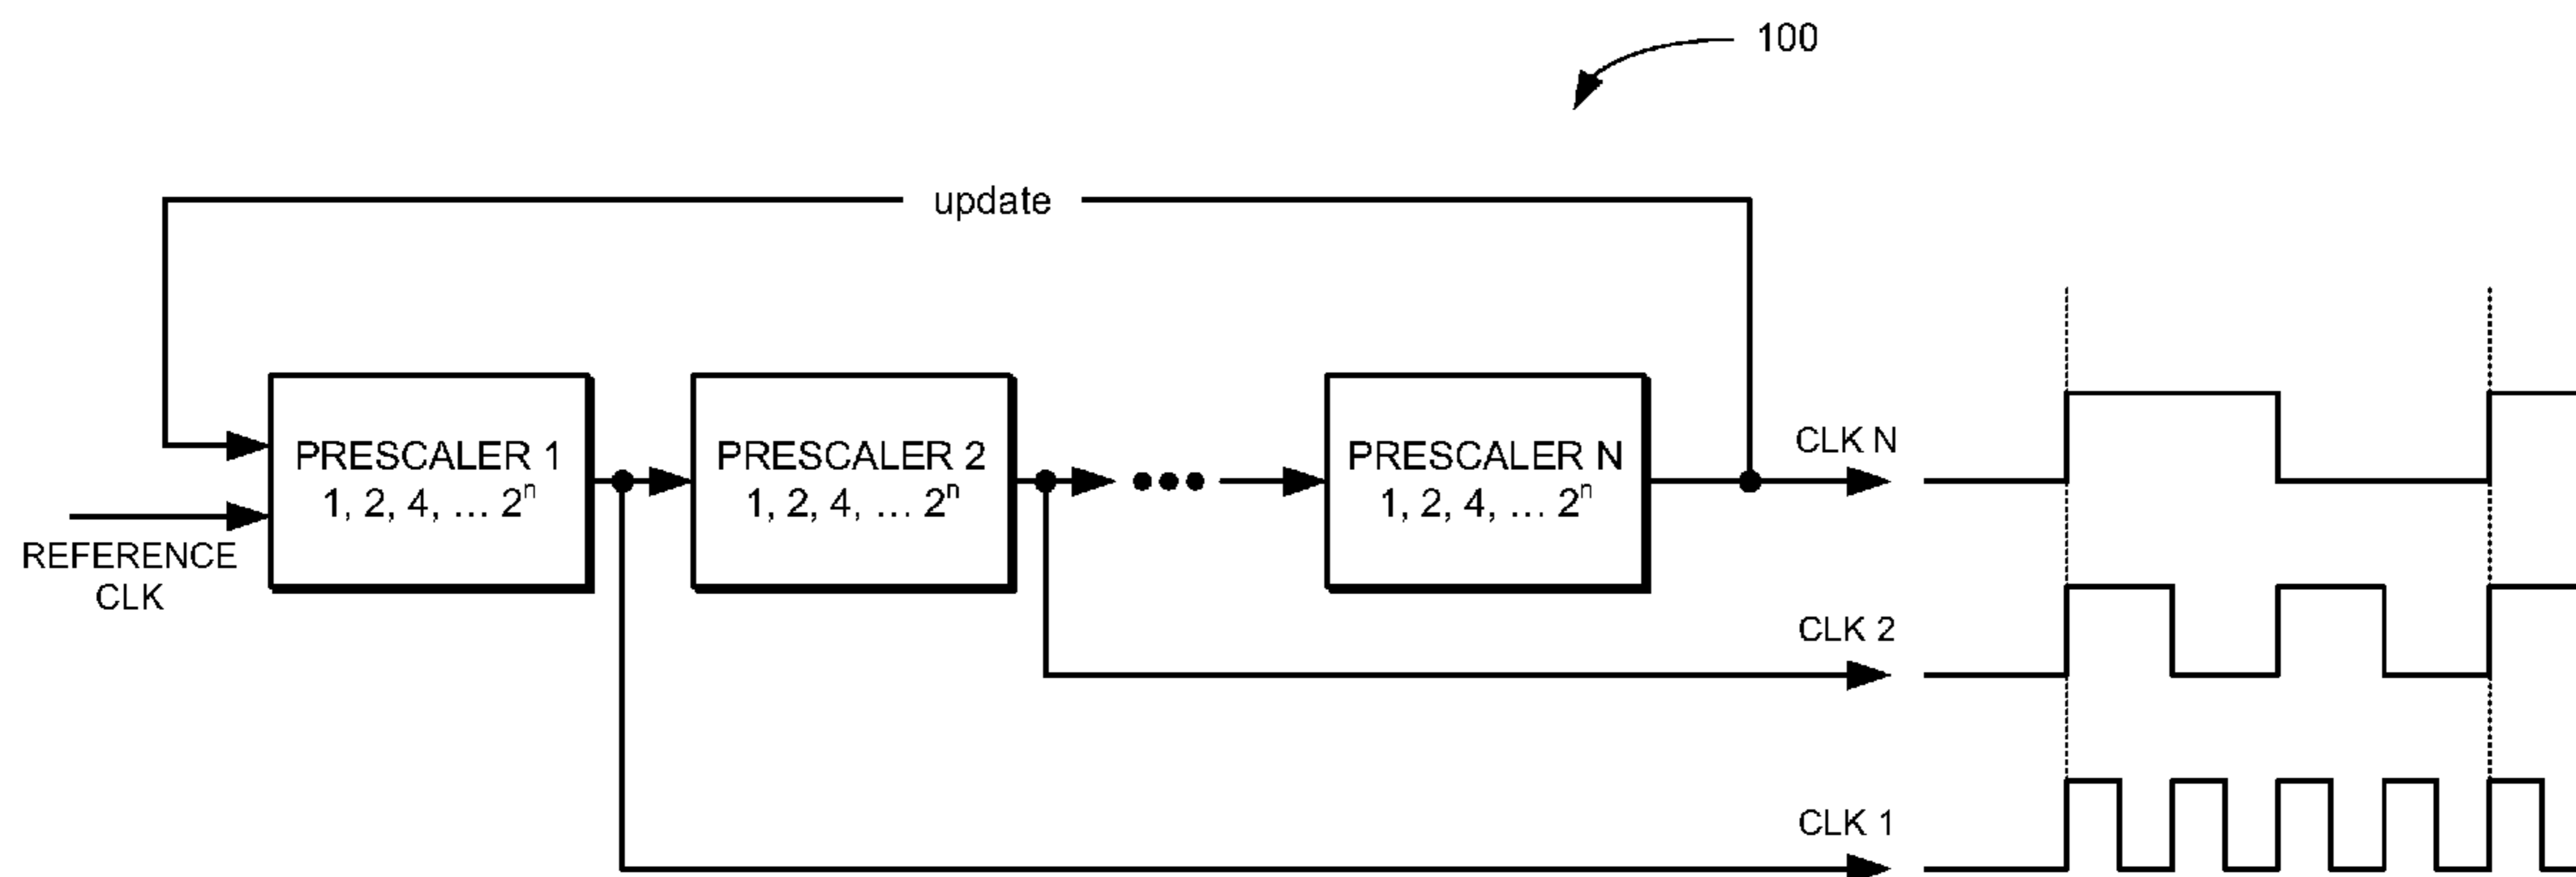 100
update
PRESCALER 1
1, 2, 4, ... 2ⁿ
PRESCALER 2
1, 2, 4, ... 2ⁿ
PRESCALER N
1, 2, 4, ... 2ⁿ
REFERENCE
CLK
CLK N
CLK 2
CLK 1